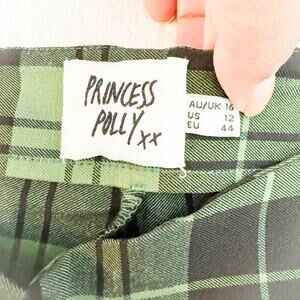 PRINCESS
POLLY xx
AU/UK 16
US 12
EU 44